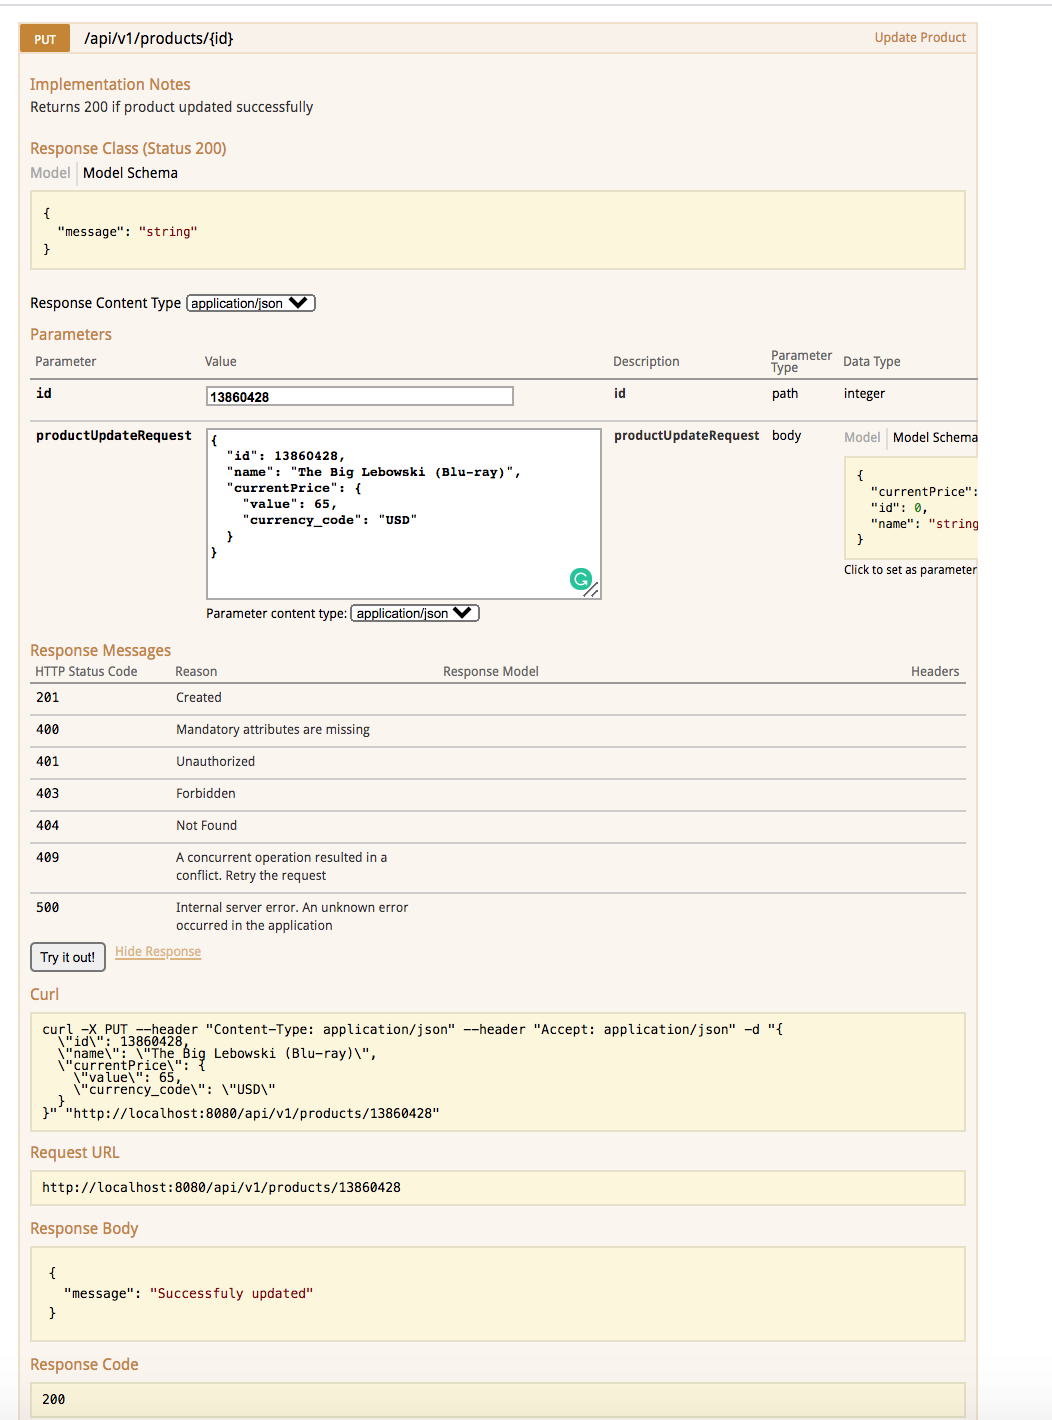 PUT /api/v1/products/{id} Update Product
Implementation Notes
Returns 200 if product updated successfully
Response Class (Status 200)
Model Model Schema
{
"message": "string"
}
Response Content Type application/json
Parameters
Parameter Value Description Parameter Type Data Type
id 13860428 id path integer
productUpdateRequest
{
"id": 13860428,
"name": "The Big Lebowski (Blu-ray)",
"currentPrice": {
"value": 65,
"currency_code": "USD"
}
}
Parameter content type: application/json
productUpdateRequest body
Model Model Schema
{
"currentPrice":
"id": 0,
"name": "string
}
Click to set as parameter
Response Messages
HTTP Status Code Reason Response Model Headers
201 Created
400 Mandatory attributes are missing
401 Unauthorized
403 Forbidden
404 Not Found
409 A concurrent operation resulted in a
conflict. Retry the request
500 Internal server error. An unknown error
occurred in the application
Try it out! Hide Response
Curl
curl -X PUT --header "Content-Type: application/json" --header "Accept: application/json" -d "{
\"id\": 13860428,
\"name\": \"The Big Lebowski (Blu-ray)\",
\"currentPrice\": {
\"value\": 65,
\"currency_code\": \"USD\"
}
}" "http://localhost:8080/api/v1/products/13860428"
Request URL
http://localhost:8080/api/v1/products/13860428
Response Body
{
"message": "Successfuly updated"
}
Response Code
200